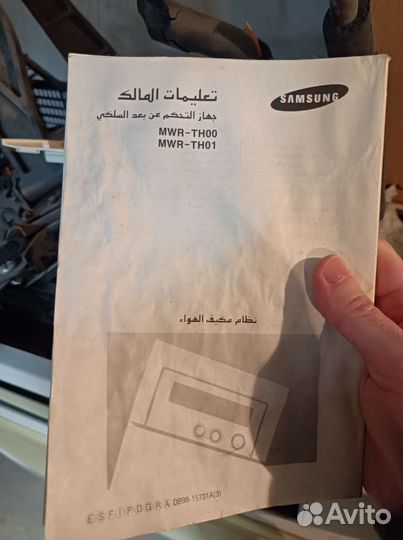 تعليمات المالك
SAMSUNG
جهاز التحكم عن بعد السلكي
MWR-TH00
MWR-TH01
نظام مكيف الهواء
E S F I P D G R A DB98-15731A(3)
Avito